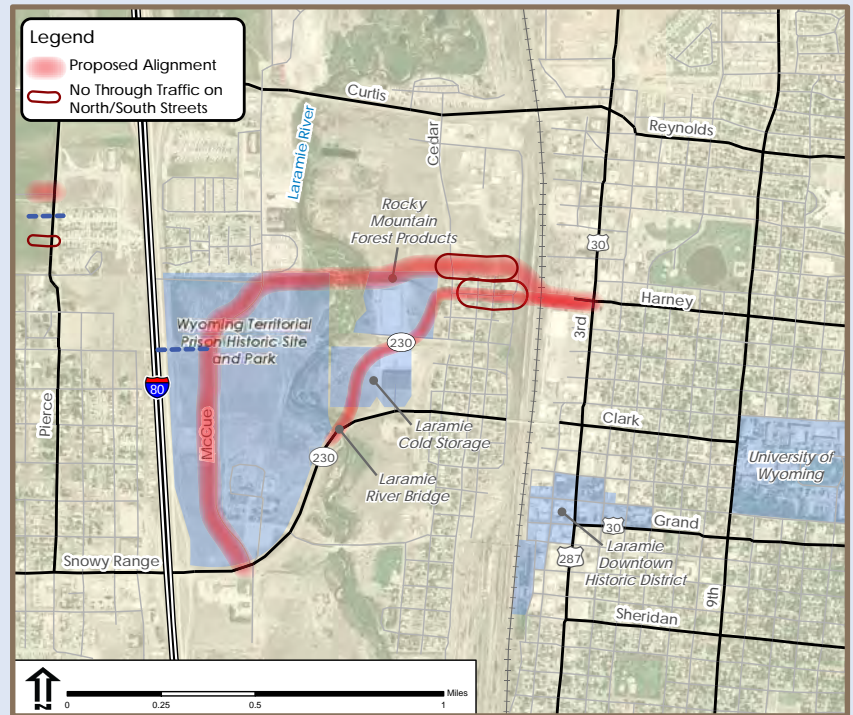 Legend
Proposed Alignment
No Through Traffic on
North/South Streets
Curtis
Reynolds
Laramie River
Cedar
Rocky
Mountain
Forest Products
30
Harney
3rd
Wyoming Territorial
Prison Historic Site
and Park
230
80
Pierce
McCue
Clark
Laramie
Cold Storage
University of
Wyoming
230
Laramie
River Bridge
30
Grand
Laramie
Downtown
Historic District
287
Snowy Range
9th
Sheridan
N
Miles
0
0.25
0.5
1